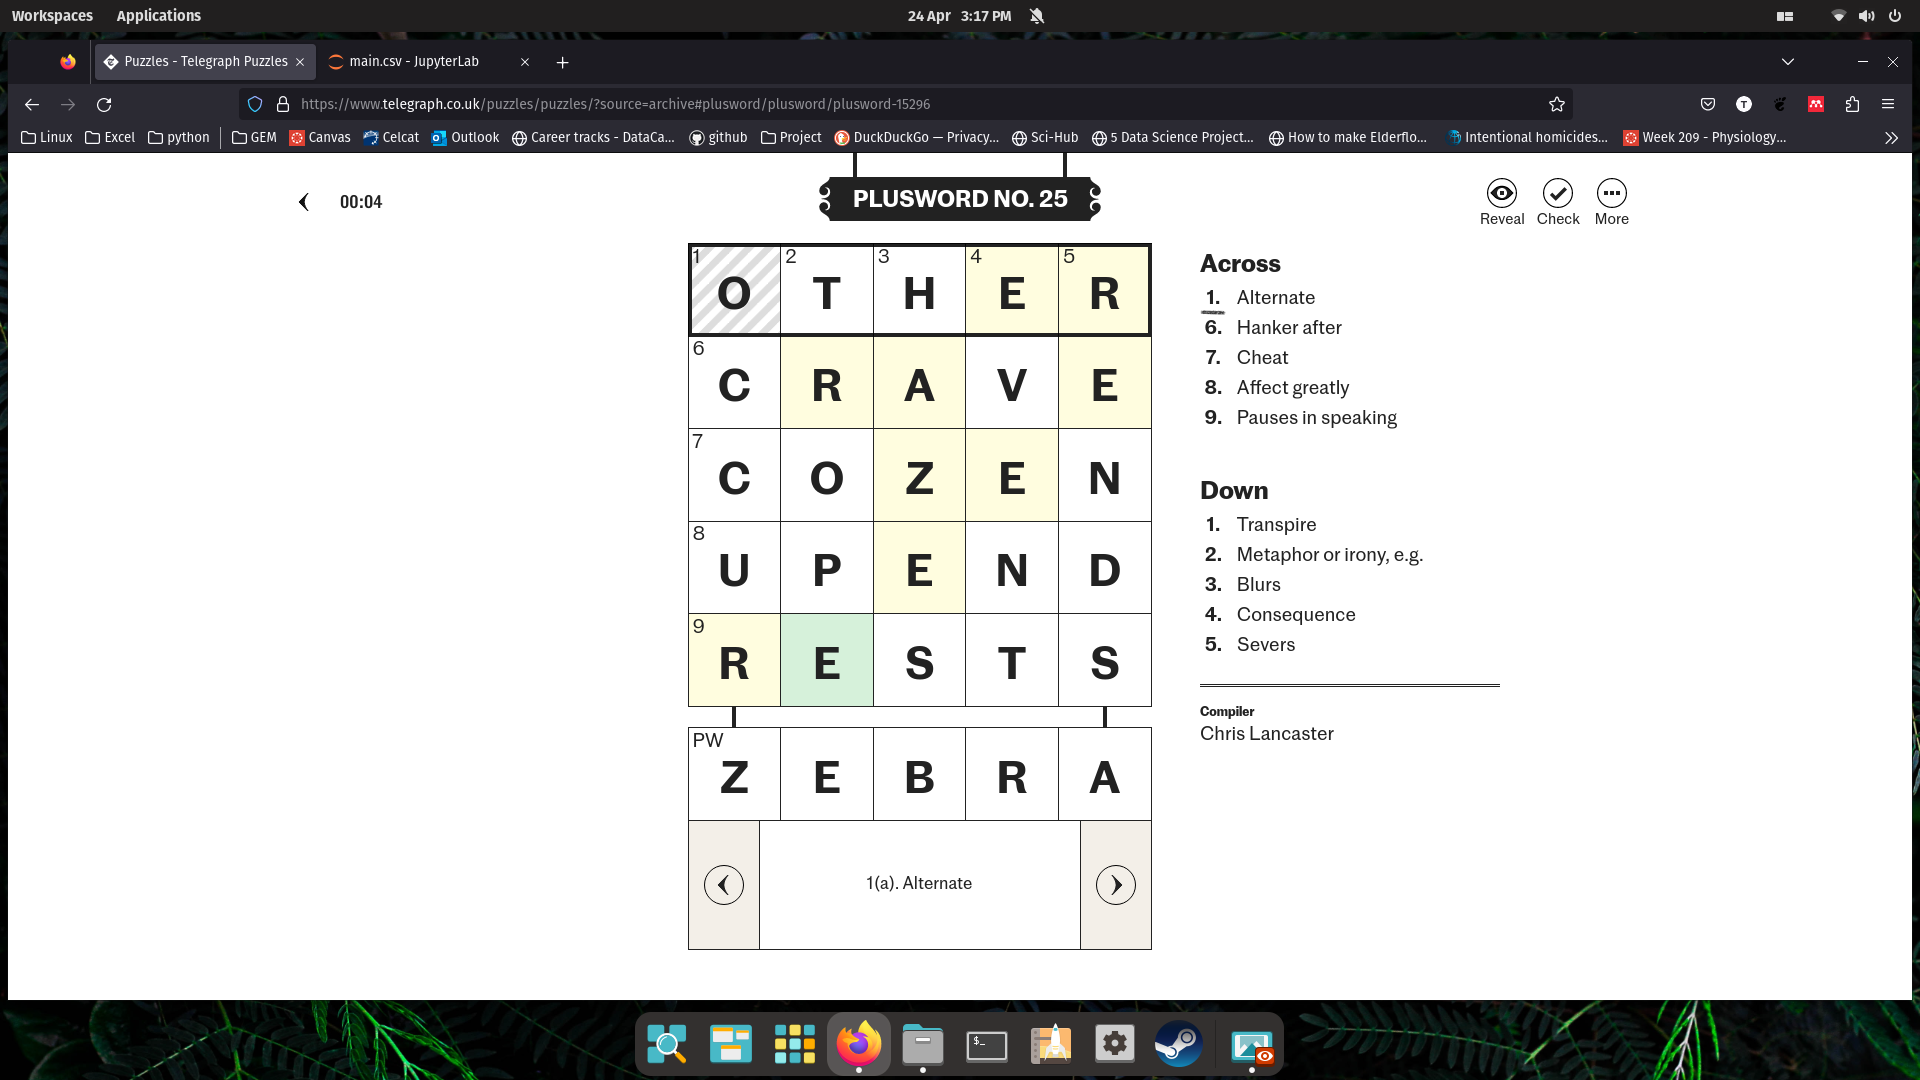 Workspaces Applications 24 Apr 3:17 PM
Puzzles - Telegraph Puzzles main.csv - JupyterLab
https://www.telegraph.co.uk/puzzles/puzzles/?source=archive#plusword/plusword/plusword-15296
Linux Excel python GEM Canvas Celcat Outlook Career tracks - DataCa... github Project DuckDuckGo — Privacy... Sci-Hub 5 Data Science Project... How to make Elderflo... Intentional homicides... Week 209 - Physiology...
00:04
PLUSWORD NO. 25
Reveal Check More
1 O 2 T 3 H 4 E 5 R
6 C R A V E
7 C O Z E N
8 U P E N D
9 R E S T S
PW Z E B R A
1(a). Alternate
Across
1. Alternate
6. Hanker after
7. Cheat
8. Affect greatly
9. Pauses in speaking
Down
1. Transpire
2. Metaphor or irony, e.g.
3. Blurs
4. Consequence
5. Severs
Compiler
Chris Lancaster